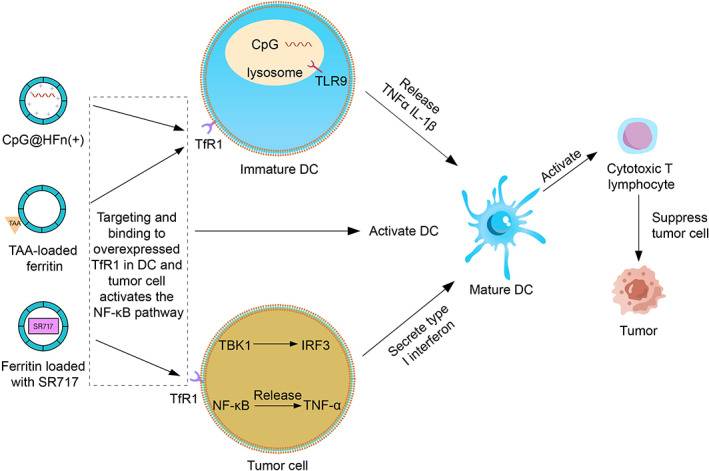 CpG
lysosome
TLR9
CpG@HFn(+)
TfR1
Immature DC
Release
TNFα IL-1β
TAA
TAA-loaded
ferritin
Targeting and
binding to
overexpressed
TfR1 in DC and
tumor cell
activates the
NF-κB pathway
Activate DC
Mature DC
Activate
Cytotoxic T
lymphocyte
Suppress
tumor cell
Tumor
SR717
Ferritin loaded
with SR717
TfR1
TBK1
IRF3
NF-κB
Release
TNF-α
Tumor cell
Secrete type
I interferon